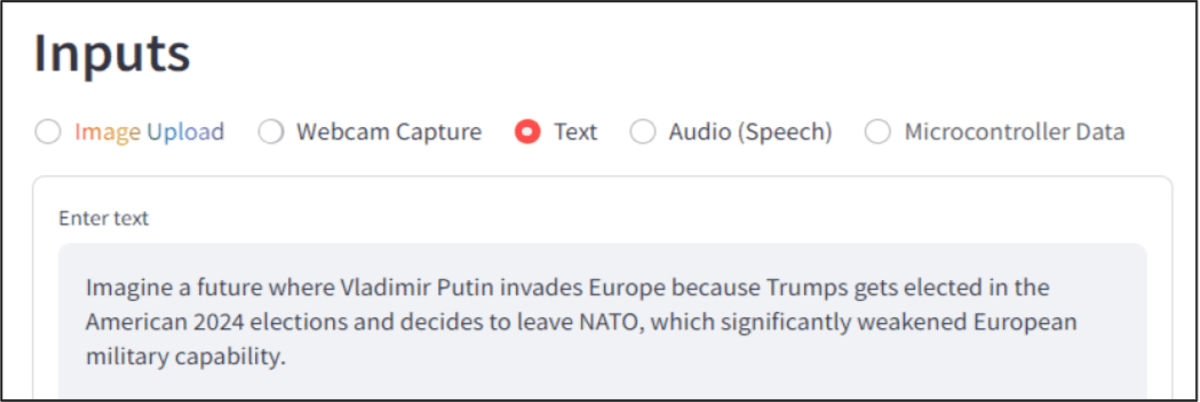 Inputs
Image Upload Webcam Capture Text Audio (Speech) Microcontroller Data
Enter text
Imagine a future where Vladimir Putin invades Europe because Trumps gets elected in the
American 2024 elections and decides to leave NATO, which significantly weakened European
military capability.